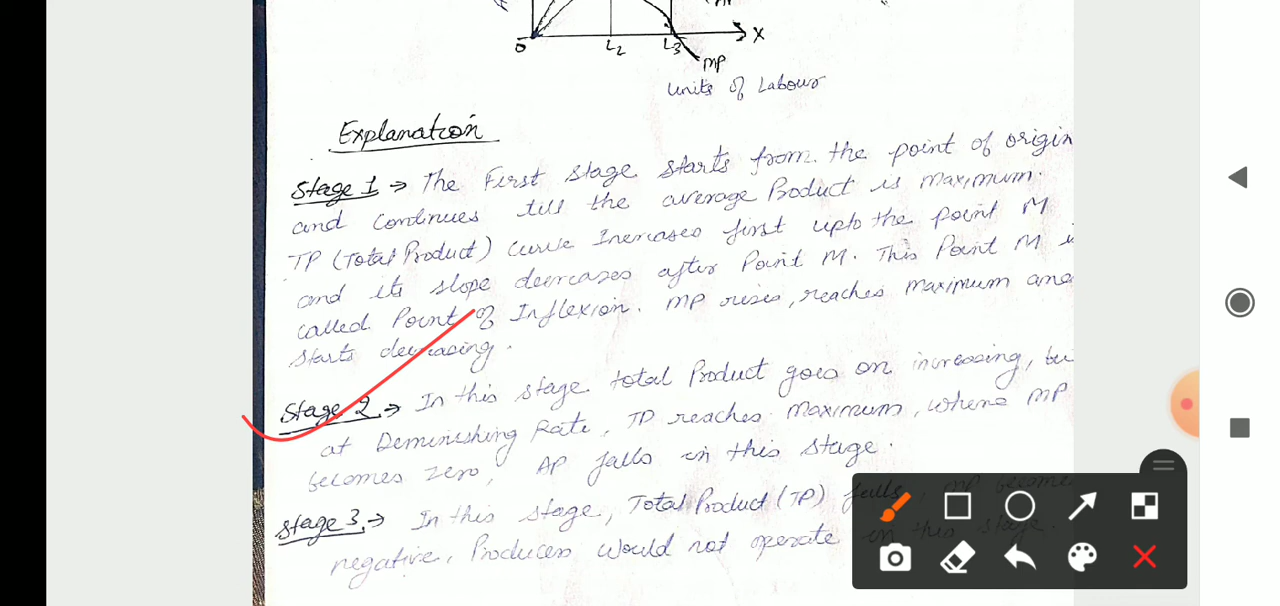 O L2 L3 X
MP
Units of Labour
Explanation
Stage 1 → The First stage starts from the point of origin
and continues till the average Product is maximum.
TP (Total Product) curve Increases first upto the point M
and its slope decreases after Point M. This Point M is
called Point of Inflexion. MP rises, reaches maximum and
starts decreasing.
Stage 2 → In this stage total Product goes on increasing, bu
at Deminishing Rate, TP reaches maximum, where MP
becomes zero, AP falls in this stage.
Stage 3 → In this stage, Total Product (TP) falls, MP become
negative, Producers would not operate in this stage.